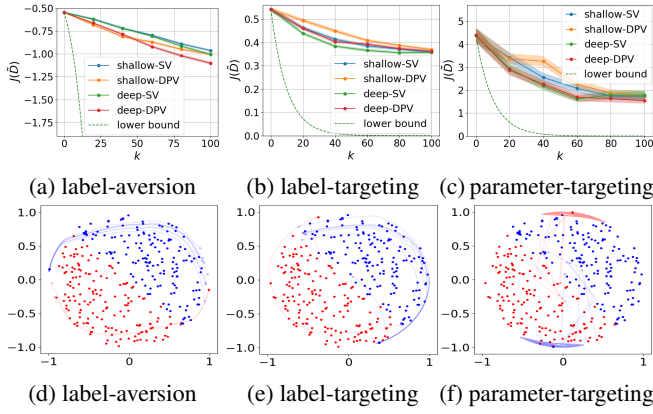 −0.50
−0.75
−1.00
−1.25
−1.50
−1.75
J(D̃)
0 20 40 60 80 100
k
shallow-SV
shallow-DPV
deep-SV
deep-DPV
lower bound
(a) label-aversion
0.5
0.4
0.3
0.2
0.1
0.0
J(D̃)
0 20 40 60 80 100
k
shallow-SV
shallow-DPV
deep-SV
deep-DPV
lower bound
(b) label-targeting
5
4
3
2
1
0
J(D̃)
0 20 40 60 80 100
k
shallow-SV
shallow-DPV
deep-SV
deep-DPV
lower bound
(c) parameter-targeting
1.0
0.5
0.0
−0.5
−1.0
−1 0 1
(d) label-aversion
1.0
0.5
0.0
−0.5
−1.0
−1 0 1
(e) label-targeting
1.0
0.5
0.0
−0.5
−1.0
−1 0 1
(f) parameter-targeting